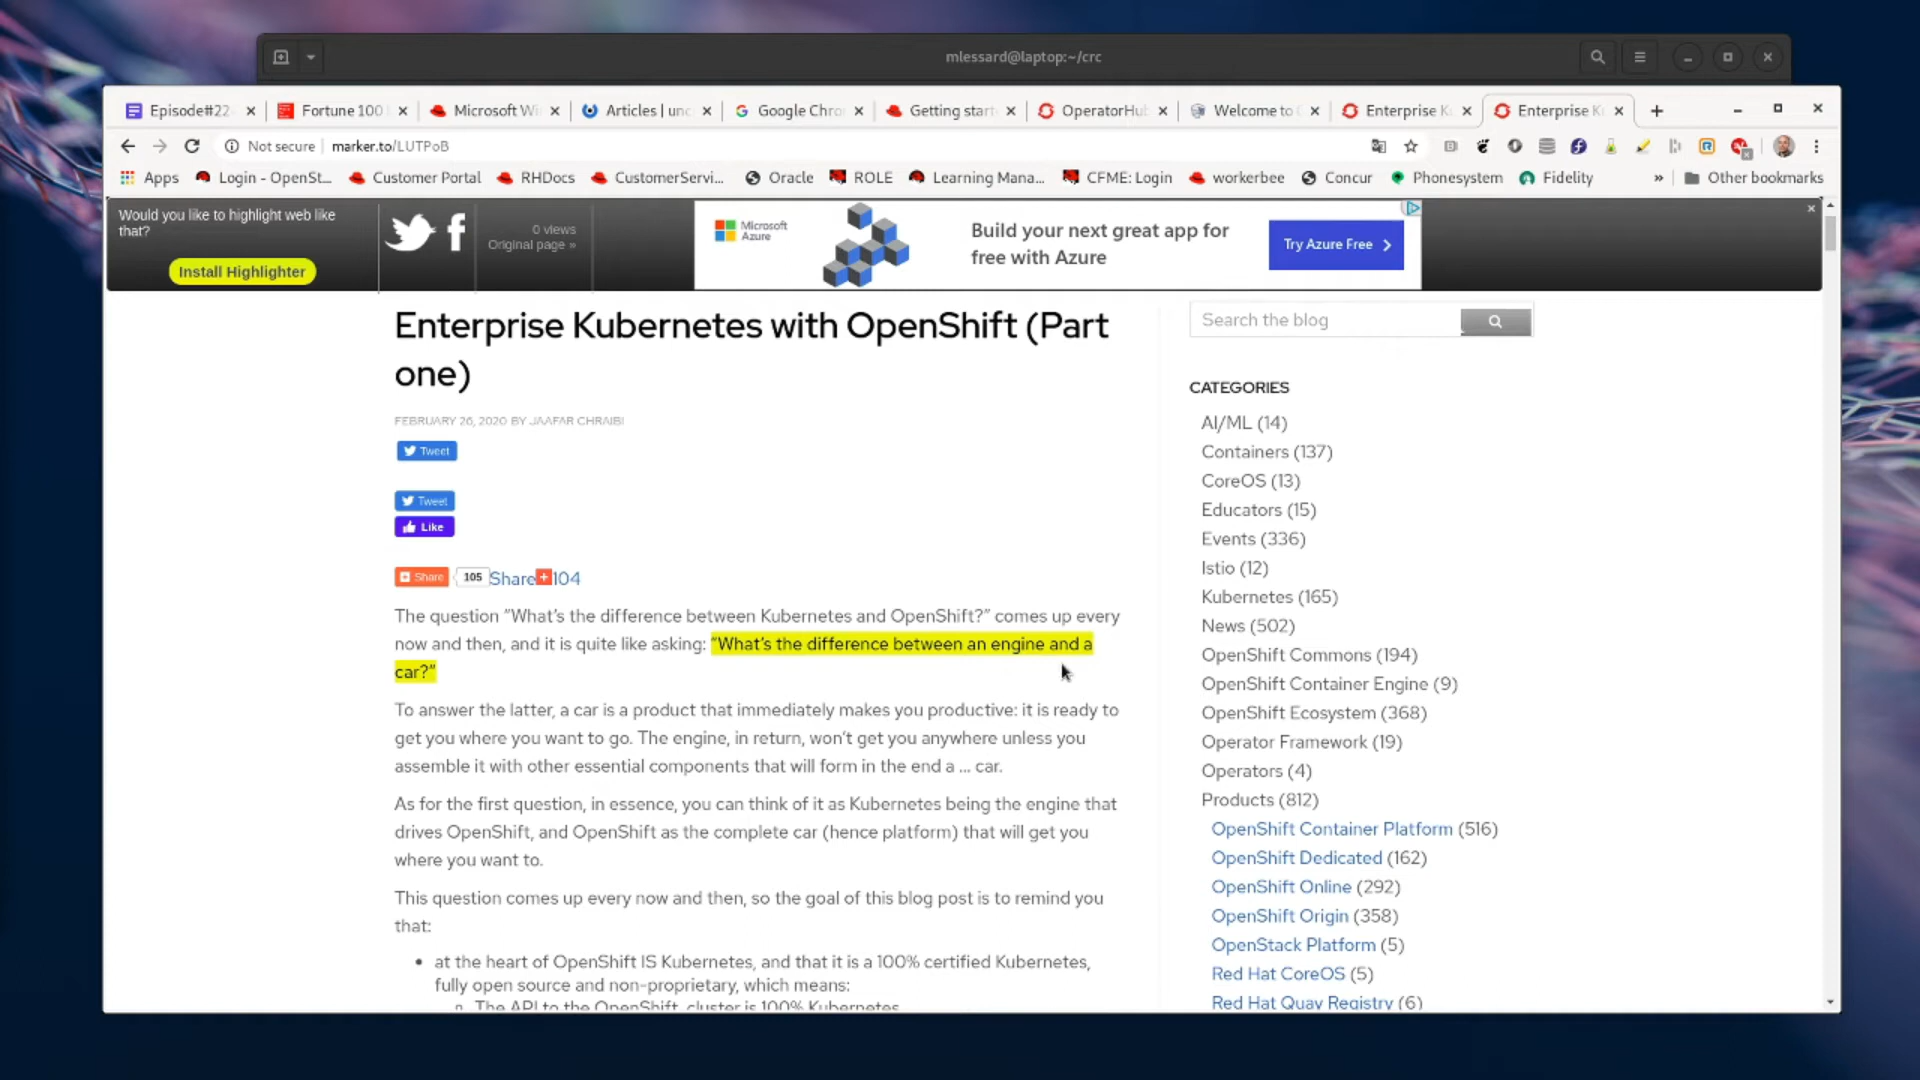 mlessard@laptop:~/crc
Episode#22
Fortune 100
Microsoft Wi
Articles | unc
Google Chro
Getting start
OperatorHu
Welcome to
Enterprise K
Enterprise K
Not secure | marker.to/LUTPoB
Apps
Login - OpenSt...
Customer Portal
RHDocs
CustomerServi...
Oracle
ROLE
Learning Mana...
CFME: Login
workerbee
Concur
Phonesystem
Fidelity
»
Other bookmarks
Would you like to highlight web like
that?
Install Highlighter
0 views
Original page »
Microsoft
Azure
Build your next great app for
free with Azure
Try Azure Free
Enterprise Kubernetes with OpenShift (Part
one)
FEBRUARY 26, 2020 BY JAAFAR CHRAIBI
Tweet
Tweet
Like
Share 105 Share 104
The question “What’s the difference between Kubernetes and OpenShift?” comes up every
now and then, and it is quite like asking: “What’s the difference between an engine and a
car?”
To answer the latter, a car is a product that immediately makes you productive: it is ready to
get you where you want to go. The engine, in return, won’t get you anywhere unless you
assemble it with other essential components that will form in the end a ... car.
As for the first question, in essence, you can think of it as Kubernetes being the engine that
drives OpenShift, and OpenShift as the complete car (hence platform) that will get you
where you want to.
This question comes up every now and then, so the goal of this blog post is to remind you
that:
• at the heart of OpenShift IS Kubernetes, and that it is a 100% certified Kubernetes,
fully open source and non-proprietary, which means:
The API to the OpenShift cluster is 100% Kubernetes
Search the blog
CATEGORIES
AI/ML (14)
Containers (137)
CoreOS (13)
Educators (15)
Events (336)
Istio (12)
Kubernetes (165)
News (502)
OpenShift Commons (194)
OpenShift Container Engine (9)
OpenShift Ecosystem (368)
Operator Framework (19)
Operators (4)
Products (812)
OpenShift Container Platform (516)
OpenShift Dedicated (162)
OpenShift Online (292)
OpenShift Origin (358)
OpenStack Platform (5)
Red Hat CoreOS (5)
Red Hat Quay Registry (6)